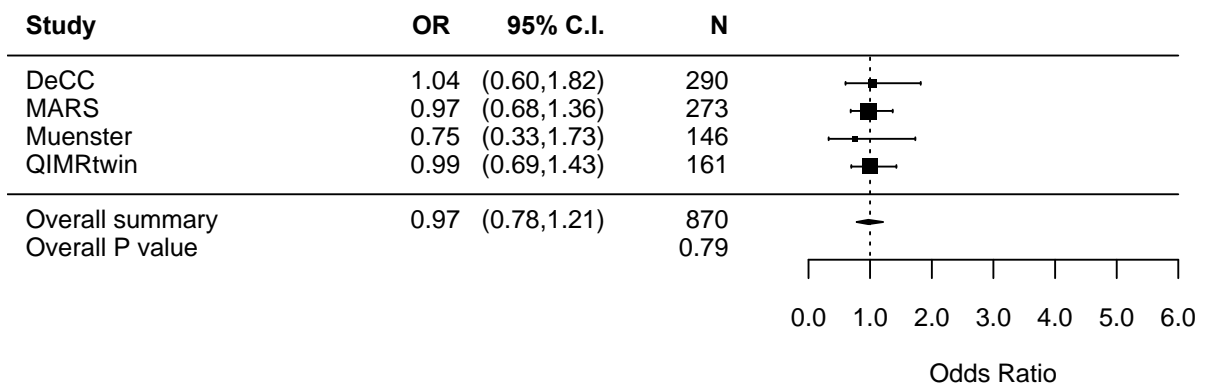 Study OR 95% C.I. N
DeCC 1.04 (0.60,1.82) 290
MARS 0.97 (0.68,1.36) 273
Muenster 0.75 (0.33,1.73) 146
QIMRtwin 0.99 (0.69,1.43) 161
Overall summary 0.97 (0.78,1.21) 870
Overall P value 0.79
0.0 1.0 2.0 3.0 4.0 5.0 6.0
Odds Ratio